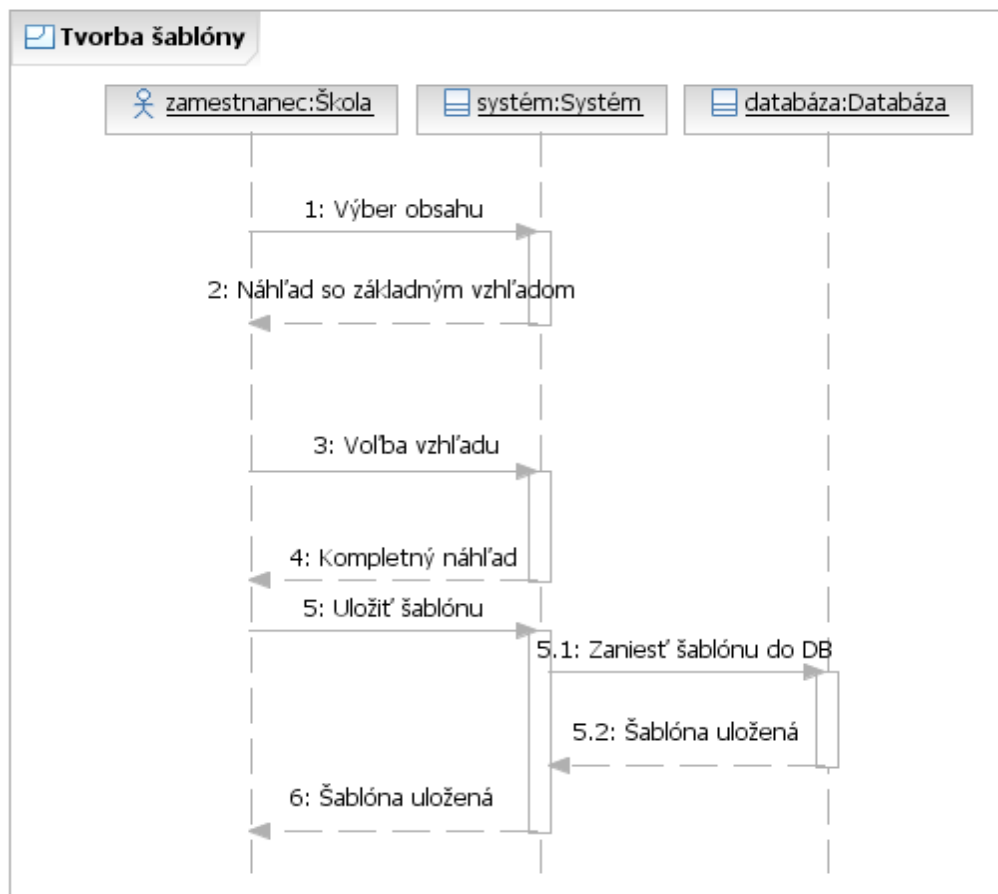 Tvorba šablóny
zamestnanec:Škola
systém:Systém
databáza:Databáza
1: Výber obsahu
2: Náhľad so základným vzhľadom
3: Voľba vzhľadu
4: Kompletný náhľad
5: Uložiť šablónu
5.1: Zaniesť šablónu do DB
5.2: Šablóna uložená
6: Šablóna uložená